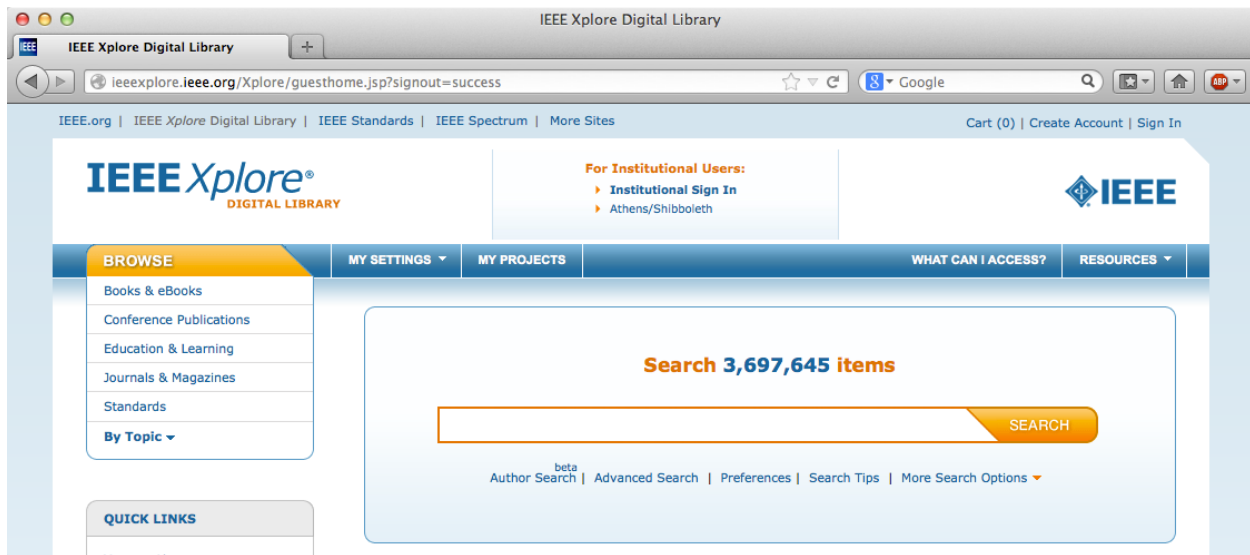 IEEE Xplore Digital Library
IEEE IEEE Xplore Digital Library +
ieeexplore.ieee.org/Xplore/guesthome.jsp?signout=success
8 Google
ABP
IEEE.org | IEEE Xplore Digital Library | IEEE Standards | IEEE Spectrum | More Sites
Cart (0) | Create Account | Sign In
IEEE Xplore®
DIGITAL LIBRARY
For Institutional Users:
Institutional Sign In
Athens/Shibboleth
IEEE
BROWSE
MY SETTINGS
MY PROJECTS
WHAT CAN I ACCESS?
RESOURCES
Books & eBooks
Conference Publications
Education & Learning
Journals & Magazines
Standards
By Topic
Search 3,697,645 items
SEARCH
beta
Author Search | Advanced Search | Preferences | Search Tips | More Search Options
QUICK LINKS